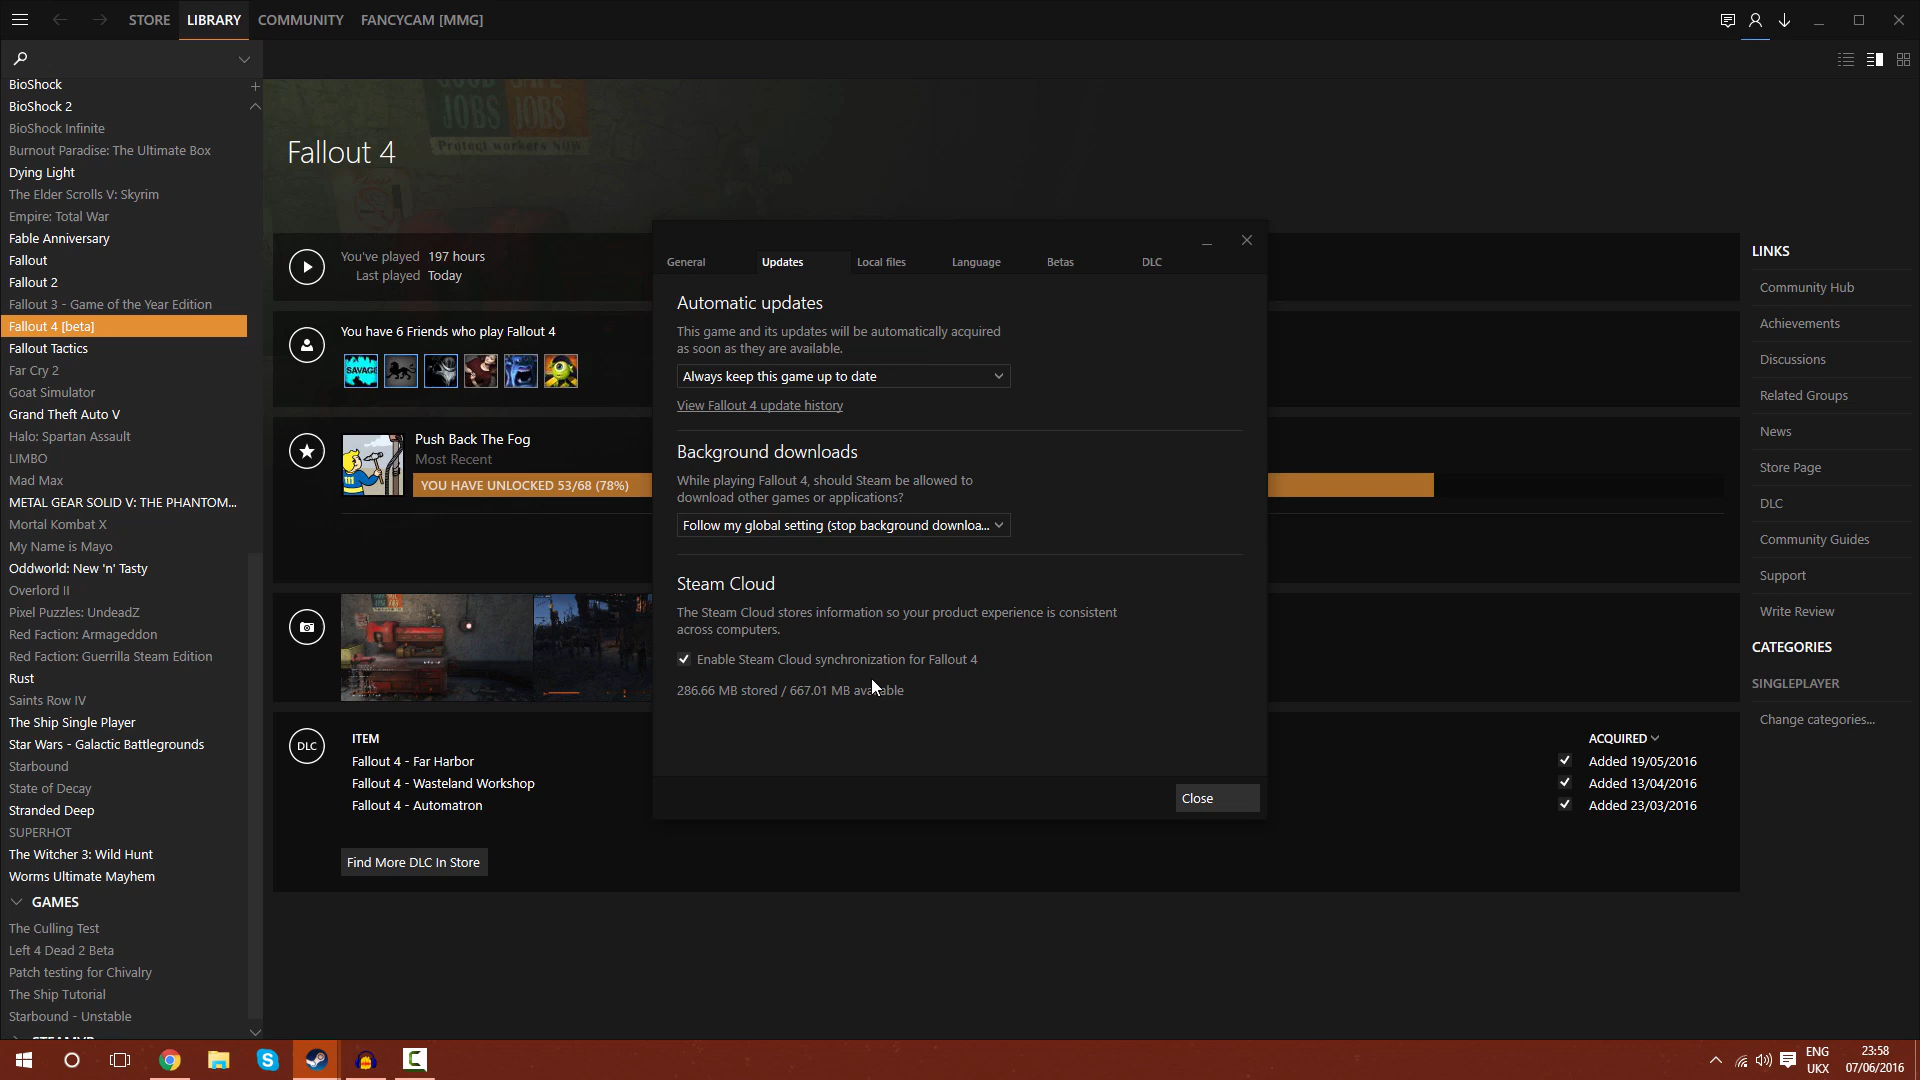 STORE LIBRARY COMMUNITY FANCYCAM [MMG]
BioShock
BioShock 2
BioShock Infinite
Burnout Paradise: The Ultimate Box
Dying Light
The Elder Scrolls V: Skyrim
Empire: Total War
Fable Anniversary
Fallout
Fallout 2
Fallout 3 - Game of the Year Edition
Fallout 4 [beta]
Fallout Tactics
Far Cry 2
Goat Simulator
Grand Theft Auto V
Halo: Spartan Assault
LIMBO
Mad Max
METAL GEAR SOLID V: THE PHANTOM...
Mortal Kombat X
My Name is Mayo
Oddworld: New 'n' Tasty
Overlord II
Pixel Puzzles: UndeadZ
Red Faction: Armageddon
Red Faction: Guerrilla Steam Edition
Rust
Saints Row IV
The Ship Single Player
Star Wars - Galactic Battlegrounds
Starbound
State of Decay
Stranded Deep
SUPERHOT
The Witcher 3: Wild Hunt
Worms Ultimate Mayhem
GAMES
The Culling Test
Left 4 Dead 2 Beta
Patch testing for Chivalry
The Ship Tutorial
Starbound - Unstable
GOOD SAFE
JOBS JOBS
Protect workers NOW
Fallout 4
You've played 197 hours
Last played Today
You have 6 Friends who play Fallout 4
SAVAGE
Push Back The Fog
Most Recent
YOU HAVE UNLOCKED 53/68 (78%)
DLC
ITEM
ACQUIRED
Fallout 4 - Far Harbor
Added 19/05/2016
Fallout 4 - Wasteland Workshop
Added 13/04/2016
Fallout 4 - Automatron
Added 23/03/2016
Find More DLC In Store
General Updates Local files Language Betas DLC
Automatic updates
This game and its updates will be automatically acquired
as soon as they are available.
Always keep this game up to date
View Fallout 4 update history
Background downloads
While playing Fallout 4, should Steam be allowed to
download other games or applications?
Follow my global setting (stop background downloa...
Steam Cloud
The Steam Cloud stores information so your product experience is consistent
across computers.
Enable Steam Cloud synchronization for Fallout 4
286.66 MB stored / 667.01 MB available
Close
LINKS
Community Hub
Achievements
Discussions
Related Groups
News
Store Page
DLC
Community Guides
Support
Write Review
CATEGORIES
SINGLEPLAYER
Change categories...
ENG
UKX
23:58
07/06/2016